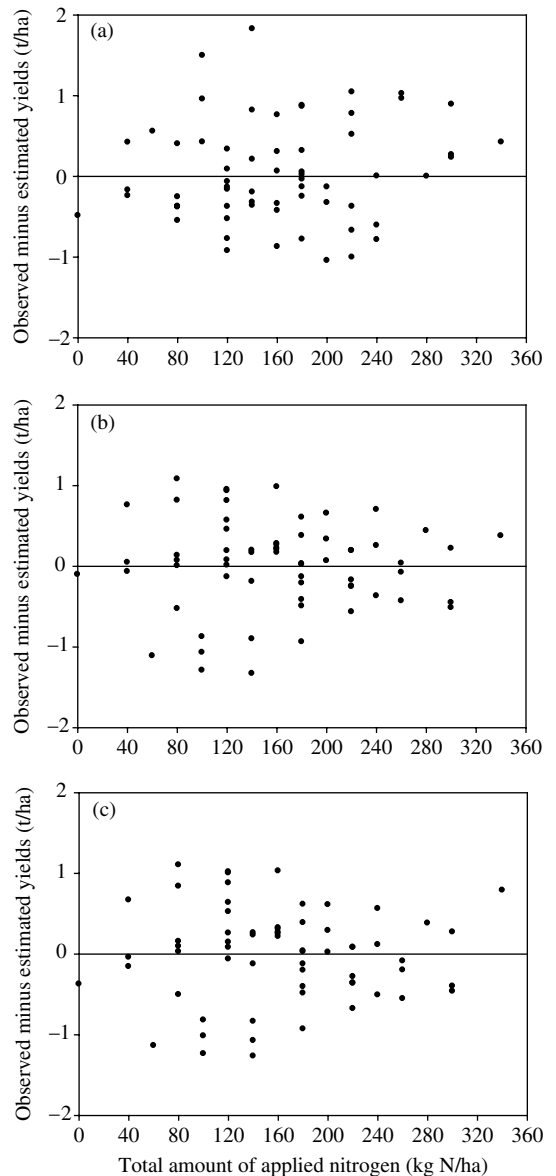 2
(a)
1
0
−1
−2
Observed minus estimated yields (t/ha)
0 40 80 120 160 200 240 280 320 360
2
(b)
1
0
−1
−2
Observed minus estimated yields (t/ha)
0 40 80 120 160 200 240 280 320 360
2
(c)
1
0
−1
−2
Observed minus estimated yields (t/ha)
0 40 80 120 160 200 240 280 320 360
Total amount of applied nitrogen (kg N/ha)